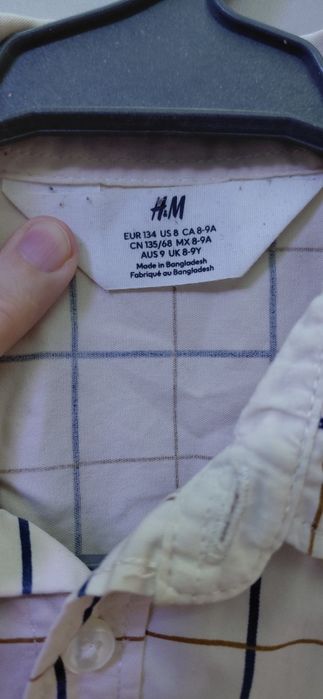 H&M
EUR 134 US 8 CA 8-9A
CN 135/68 MX 8-9A
AUS 9 UK 8-9Y
Made in Bangladesh
Fabriqué au Bangladesh